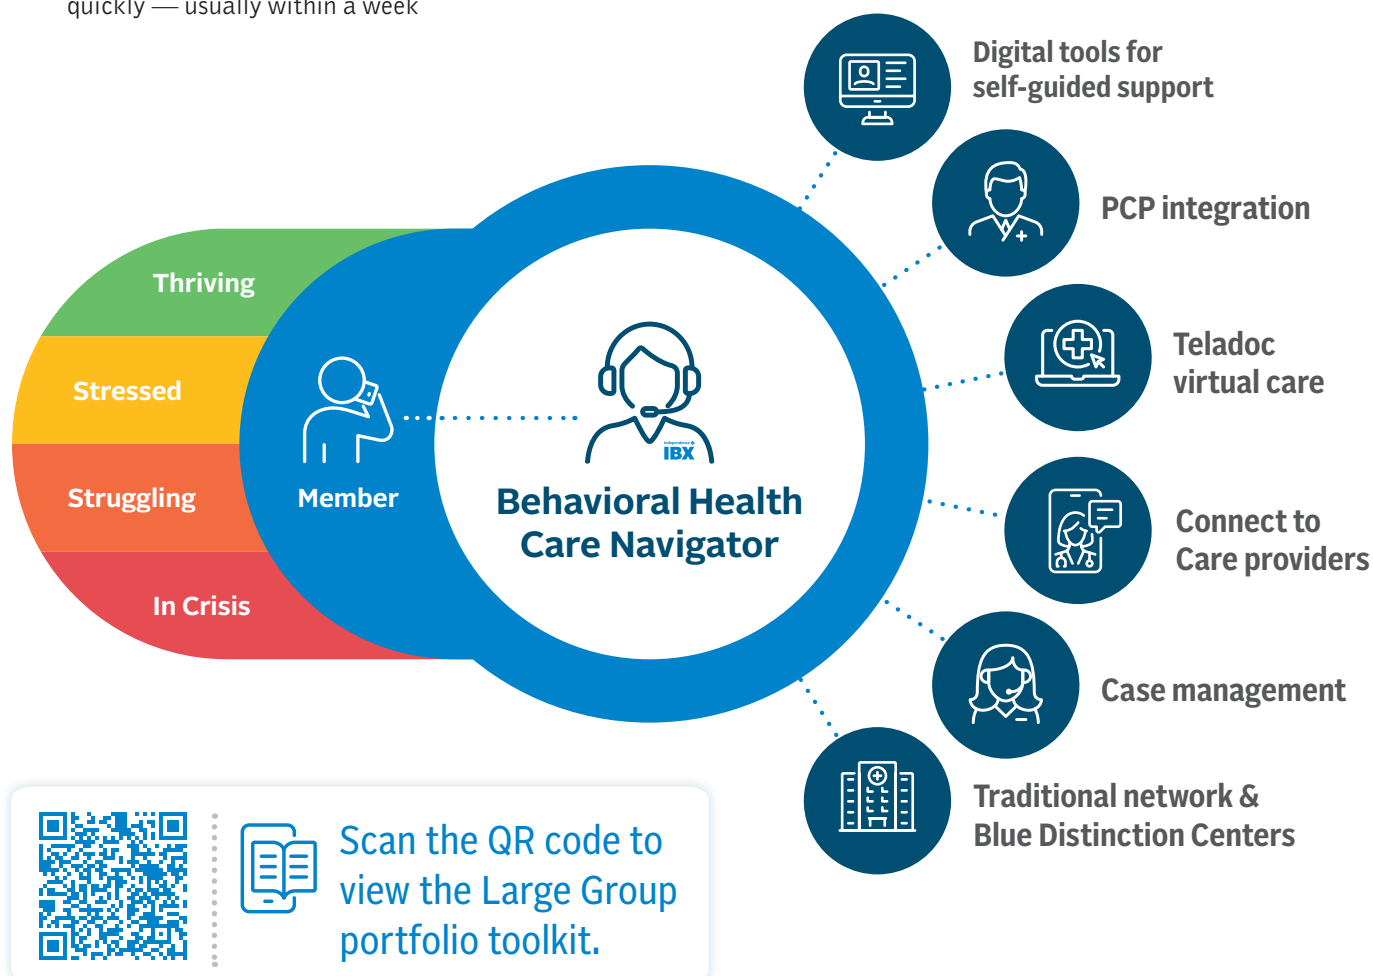 quickly — usually within a week
Digital tools for
self-guided support
PCP integration
Teladoc
virtual care
Connect to
Care providers
Case management
Traditional network &
Blue Distinction Centers
Thriving
Stressed
Struggling
In Crisis
Member
Independence
IBX
Behavioral Health
Care Navigator
Scan the QR code to
view the Large Group
portfolio toolkit.